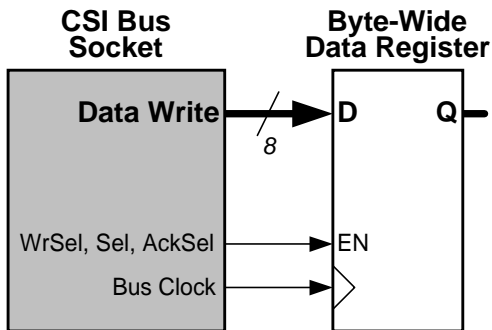 CSI Bus
Socket
Byte-Wide
Data Register
Data Write
8
D
Q
WrSel, Sel, AckSel
EN
Bus Clock